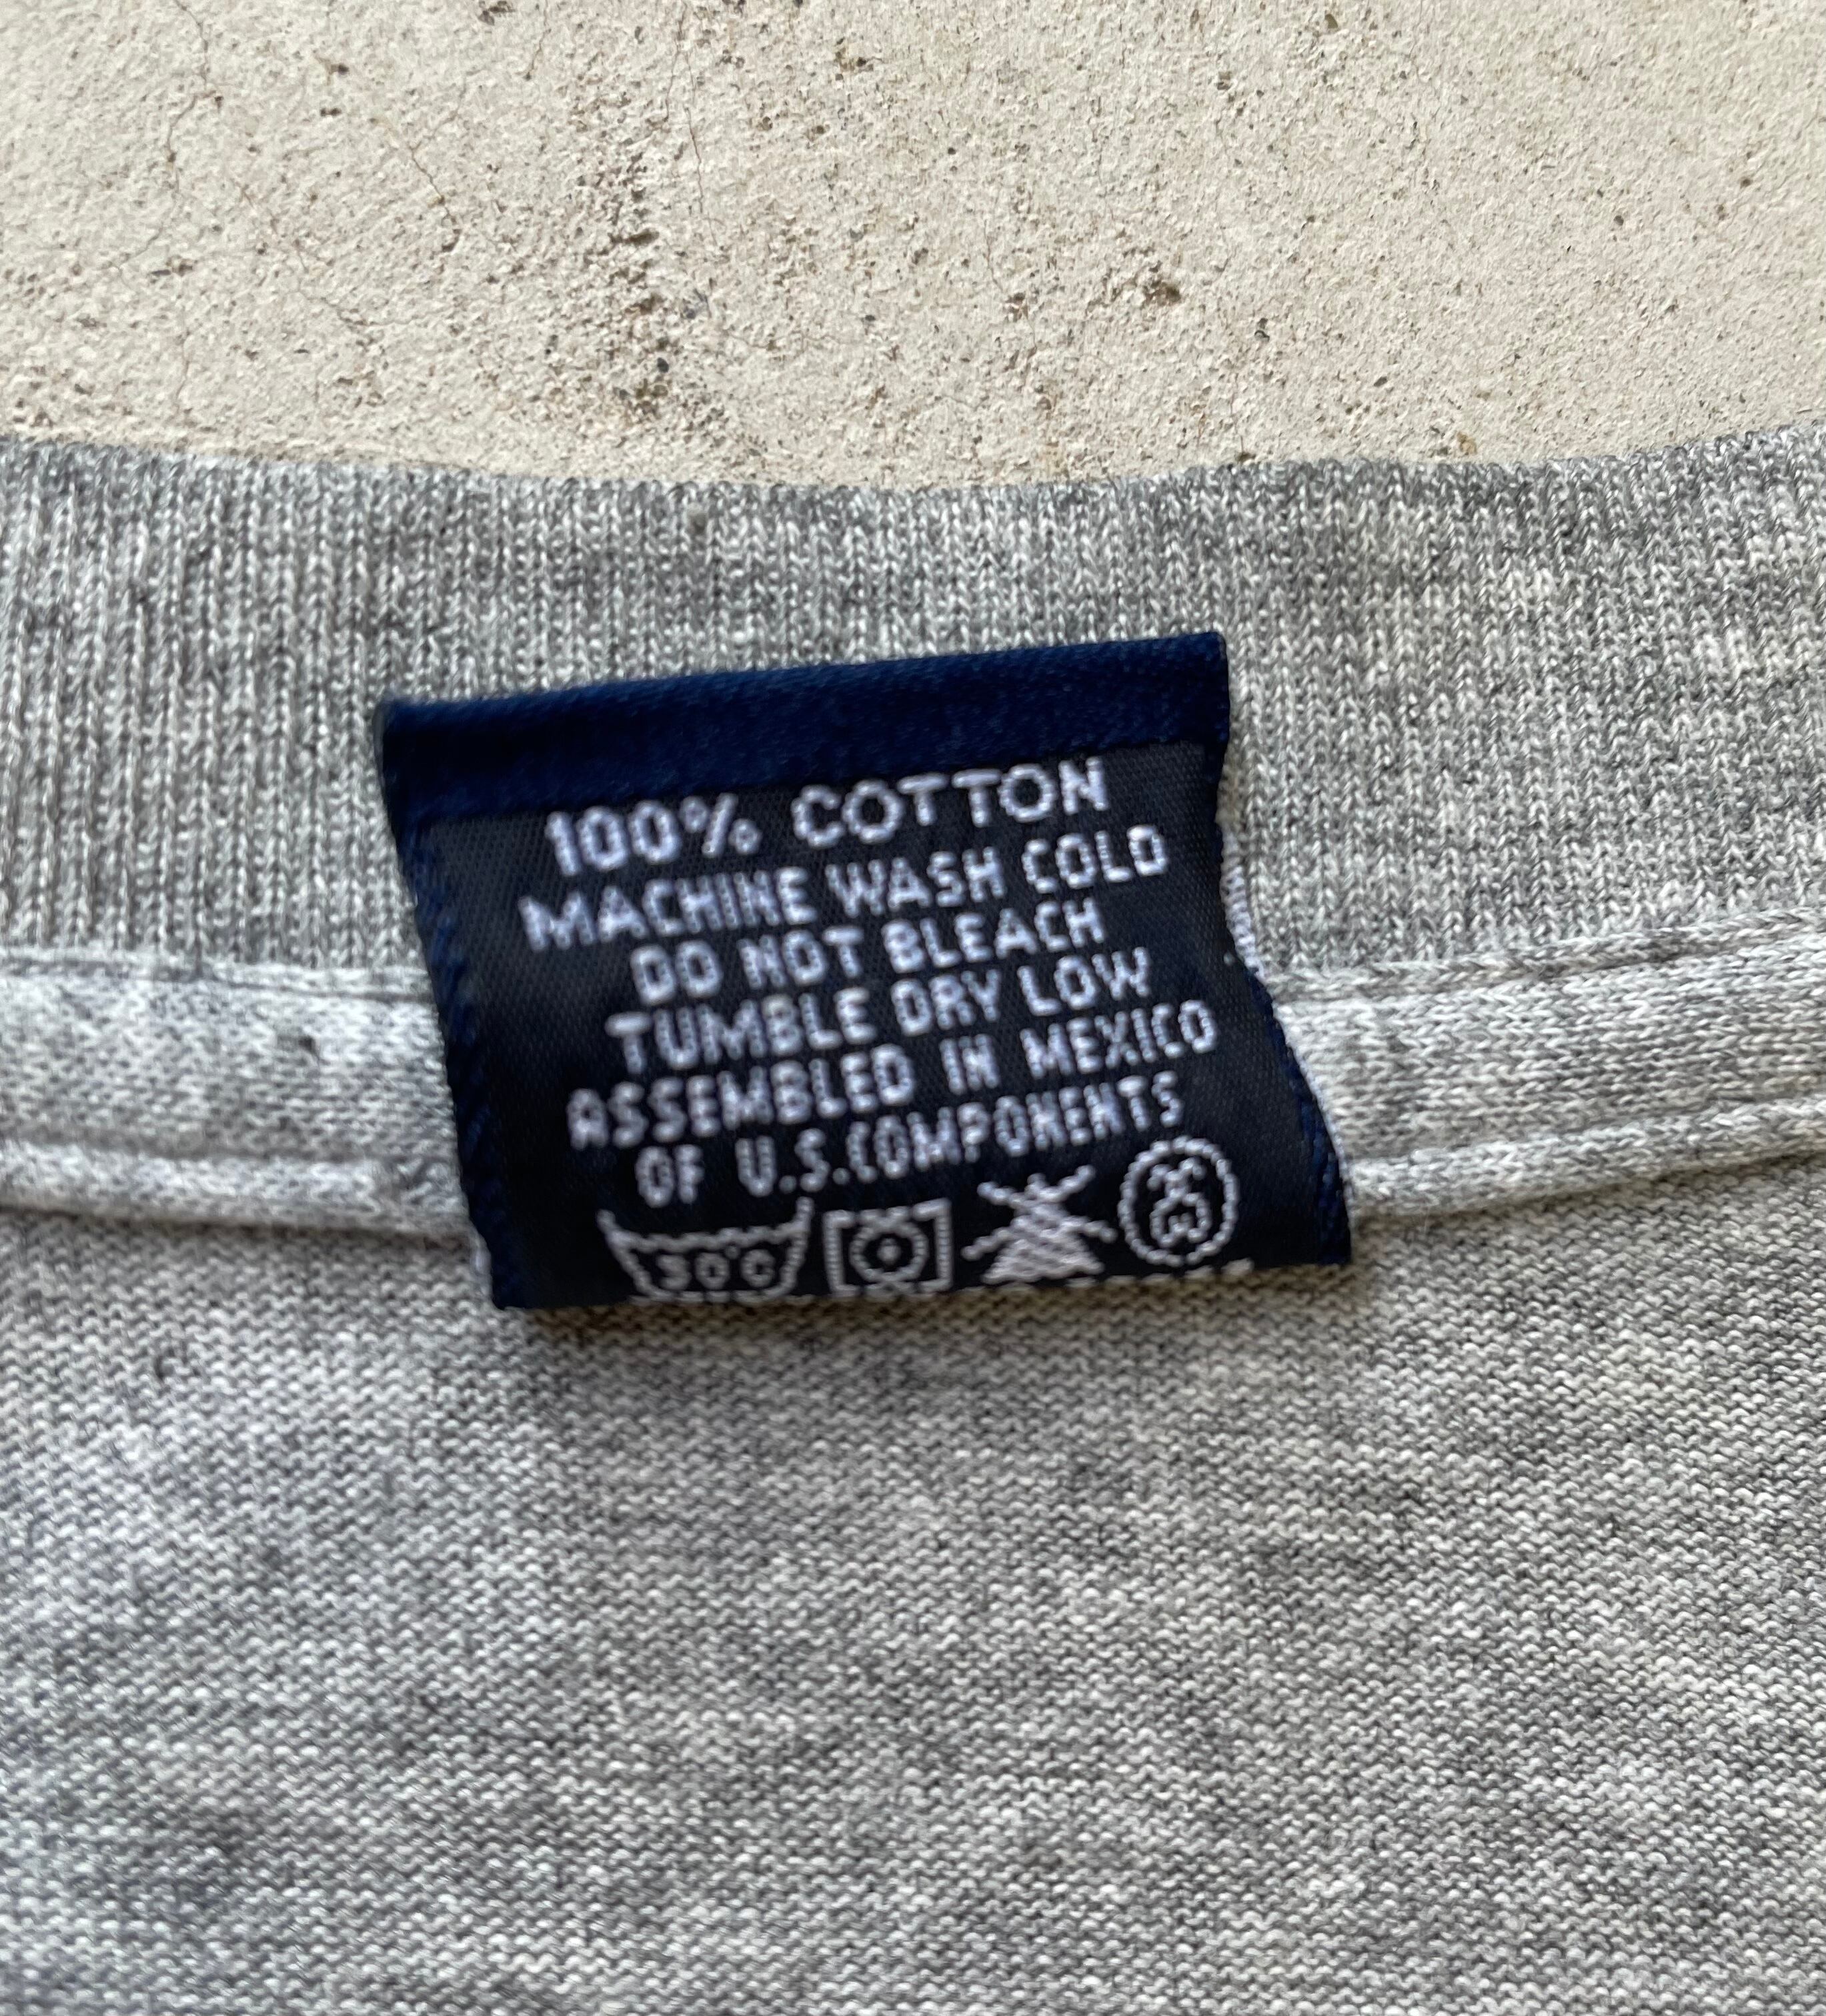 100% COTTON
MACHINE WASH COLD
DO NOT BLEACH
TUMBLE DRY LOW
ASSEMBLED IN MEXICO
OF U.S.COMPONENTS
30°C